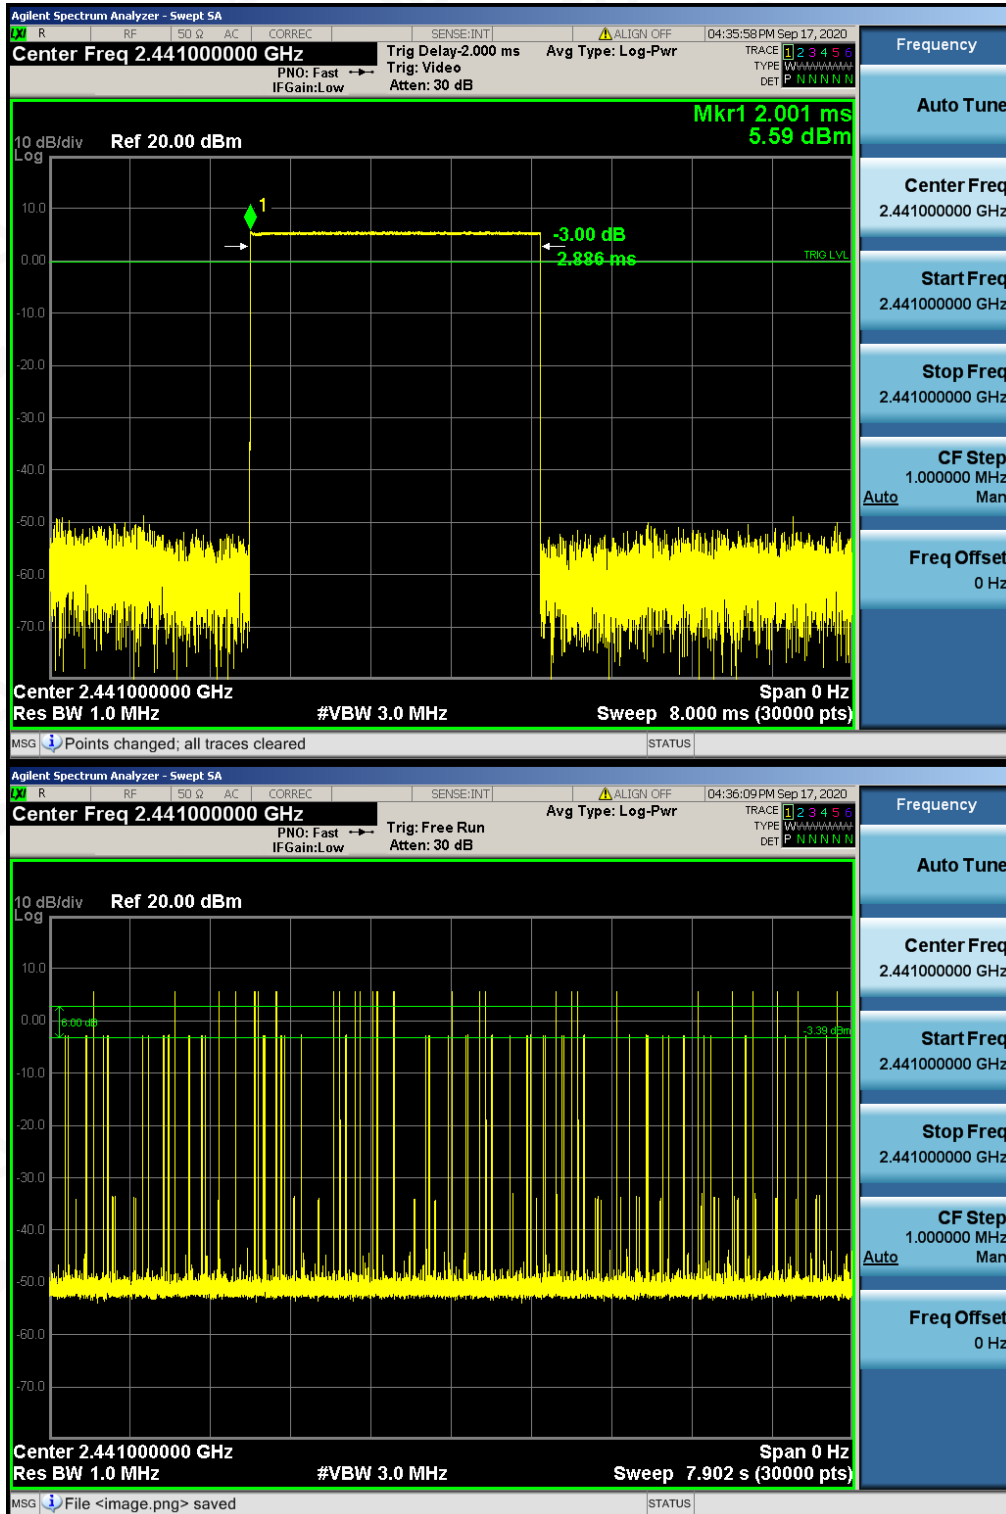 Agilent Spectrum Analyzer - Swept SA
LXI R RF 50 Ω AC CORREC SENSE:INT ALIGN OFF 04:35:58 PM Sep 17, 2020
Center Freq 2.441000000 GHz
PNO: Fast
IFGain:Low
Trig Delay-2.000 ms
Trig: Video
Atten: 30 dB
Avg Type: Log-Pwr
TRACE 1 2 3 4 5 6
TYPE
DET P N N N N N
Frequency
Auto Tune
Mkr1 2.001 ms
5.59 dBm
10 dB/div Ref 20.00 dBm
Log
10.0
0.00
-10.0
-20.0
-30.0
-40.0
-50.0
-60.0
-70.0
1
-3.00 dB
2.886 ms
TRIG LVL
Center Freq
2.441000000 GHz
Start Freq
2.441000000 GHz
Stop Freq
2.441000000 GHz
CF Step
1.000000 MHz
Auto Man
Freq Offset
0 Hz
Center 2.441000000 GHz Span 0 Hz
Res BW 1.0 MHz #VBW 3.0 MHz Sweep 8.000 ms (30000 pts)
MSG Points changed; all traces cleared STATUS
Agilent Spectrum Analyzer - Swept SA
LXI R RF 50 Ω AC CORREC SENSE:INT ALIGN OFF 04:36:09 PM Sep 17, 2020
Center Freq 2.441000000 GHz
PNO: Fast
IFGain:Low
Trig: Free Run
Atten: 30 dB
Avg Type: Log-Pwr
TRACE 1 2 3 4 5 6
TYPE
DET P N N N N N
Frequency
Auto Tune
10 dB/div Ref 20.00 dBm
Log
10.0
0.00
-10.0
-20.0
-30.0
-40.0
-50.0
-60.0
-70.0
6.00 dB
-3.39 dBm
Center Freq
2.441000000 GHz
Start Freq
2.441000000 GHz
Stop Freq
2.441000000 GHz
CF Step
1.000000 MHz
Auto Man
Freq Offset
0 Hz
Center 2.441000000 GHz Span 0 Hz
Res BW 1.0 MHz #VBW 3.0 MHz Sweep 7.902 s (30000 pts)
MSG File <image.png> saved STATUS